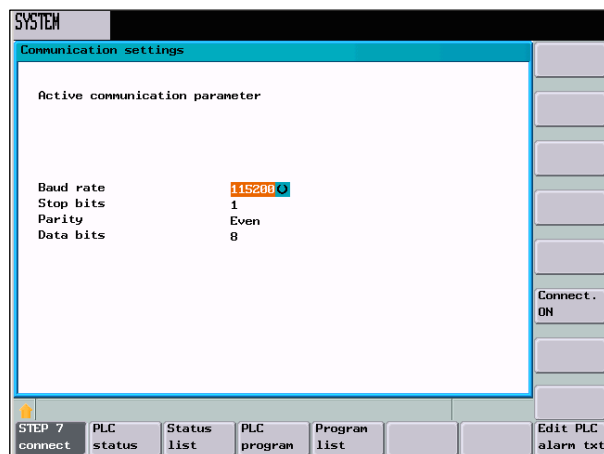 SYSTEM
Communication settings
Active communication parameter
Baud rate 115200
Stop bits 1
Parity Even
Data bits 8
Connect.
ON
STEP 7 connect
PLC status
Status list
PLC program
Program list
Edit PLC alarm txt